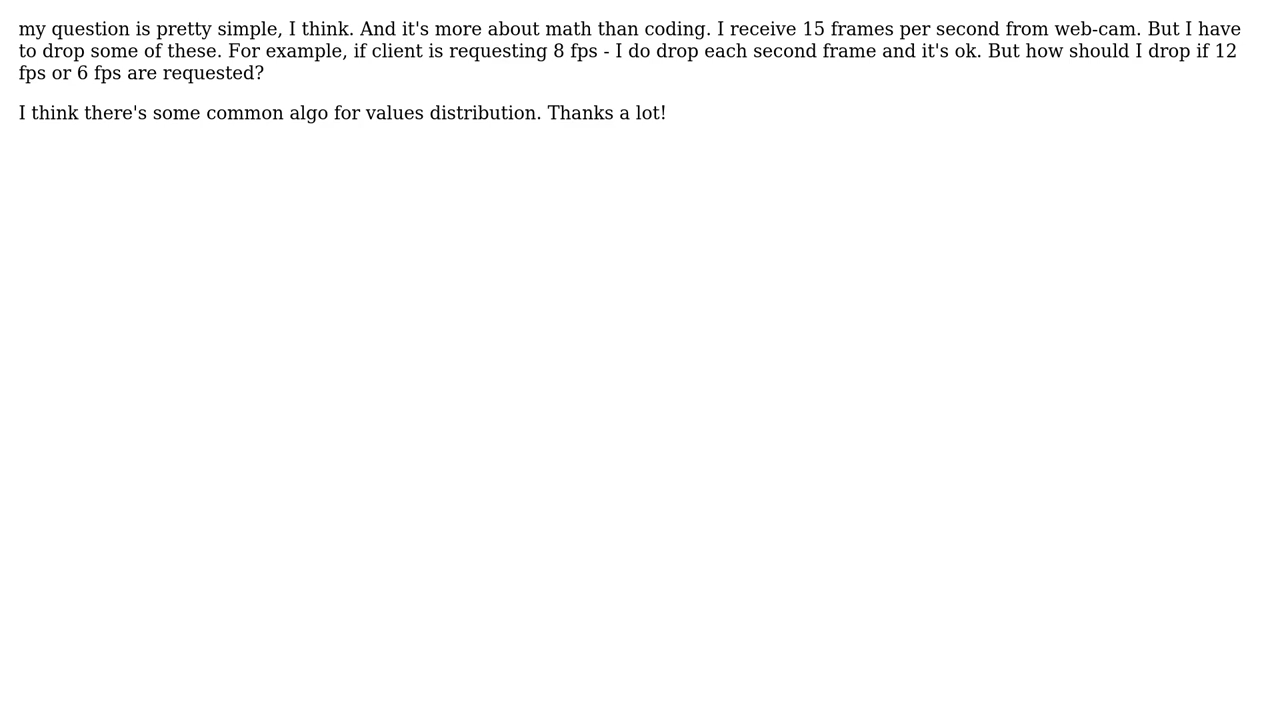 my question is pretty simple, I think. And it's more about math than coding. I receive 15 frames per second from web-cam. But I have
to drop some of these. For example, if client is requesting 8 fps - I do drop each second frame and it's ok. But how should I drop if 12
fps or 6 fps are requested?
I think there's some common algo for values distribution. Thanks a lot!